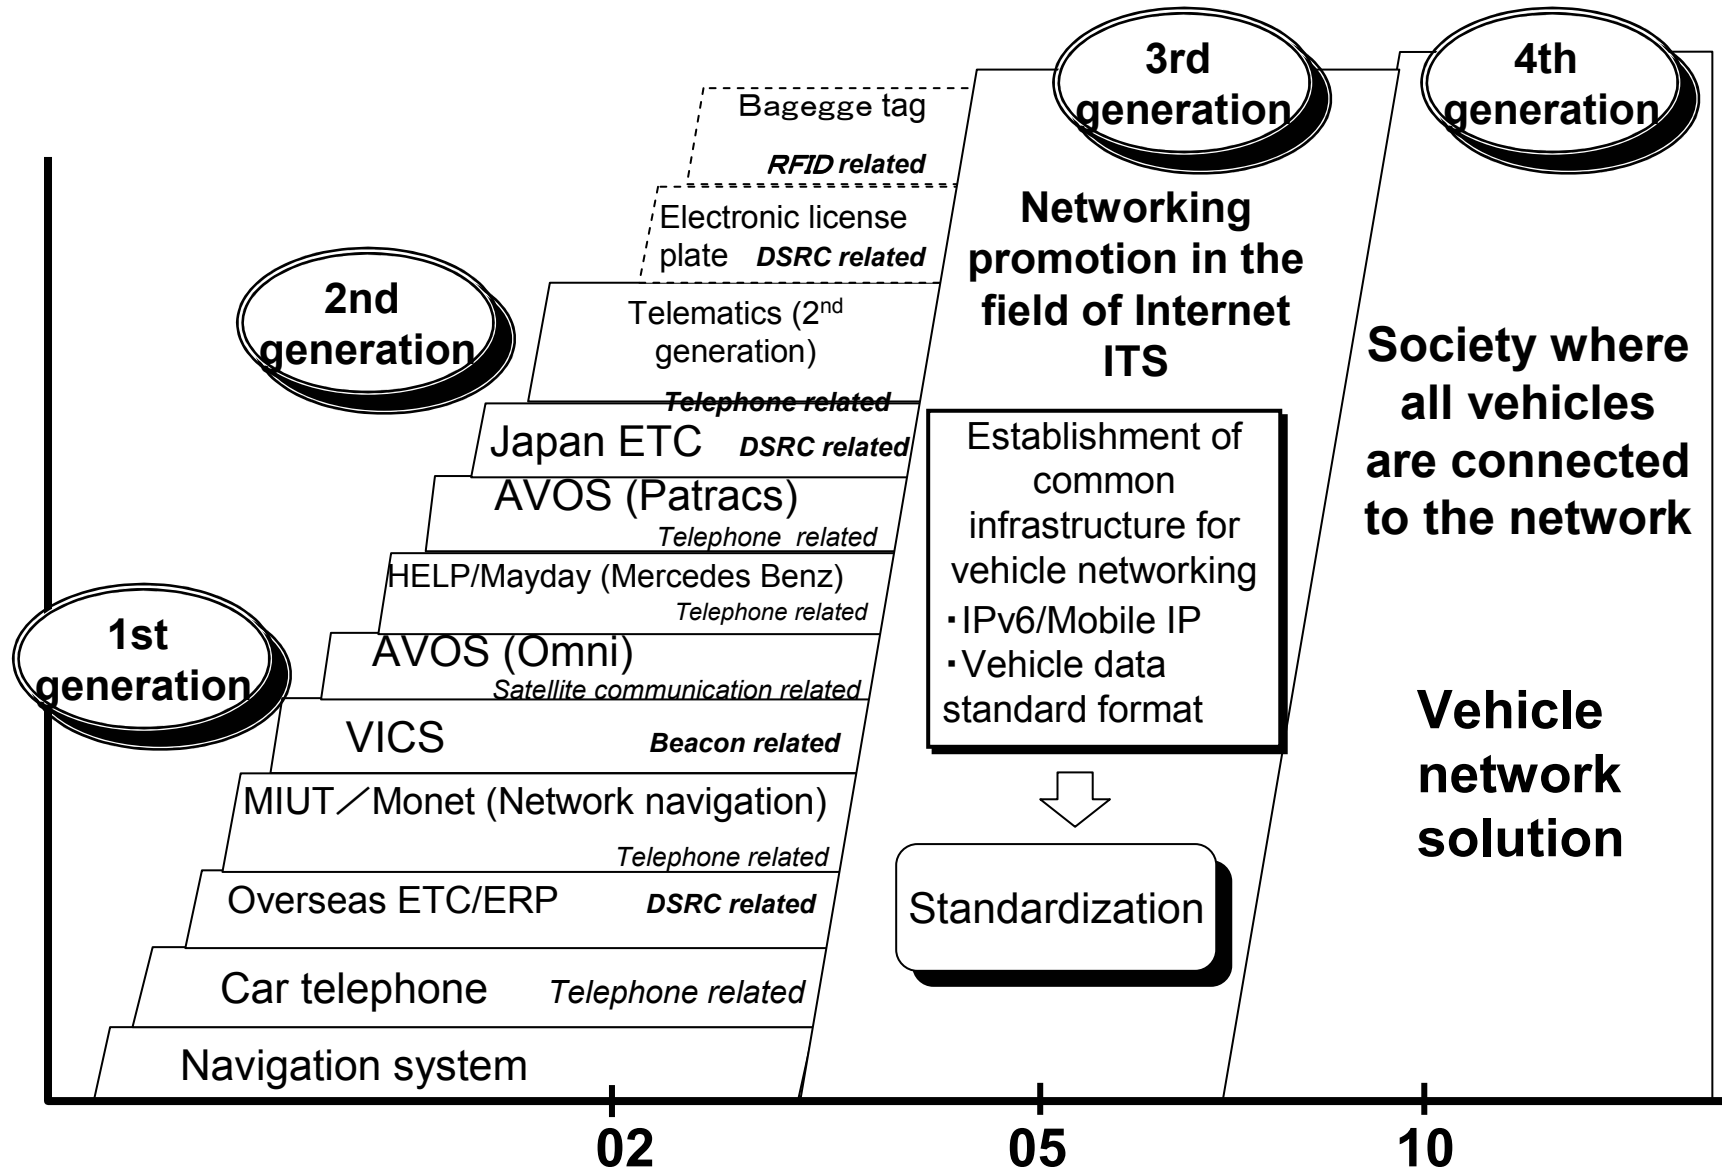 3rd
generation
4th
generation
Bagegge tag
RFID related
Electronic license
plate DSRC related
2nd
generation
Telematics (2nd
generation)
Telephone related
Japan ETC DSRC related
AVOS (Patracs)
Telephone related
HELP/Mayday (Mercedes Benz)
Telephone related
1st
generation
AVOS (Omni)
Satellite communication related
VICS Beacon related
MIUT／Monet (Network navigation)
Telephone related
Overseas ETC/ERP DSRC related
Car telephone Telephone related
Navigation system
Networking
promotion in the
field of Internet
ITS
Establishment of
common
infrastructure for
vehicle networking
・IPv6/Mobile IP
・Vehicle data
standard format
Standardization
Society where
all vehicles
are connected
to the network
Vehicle
network
solution
02
05
10